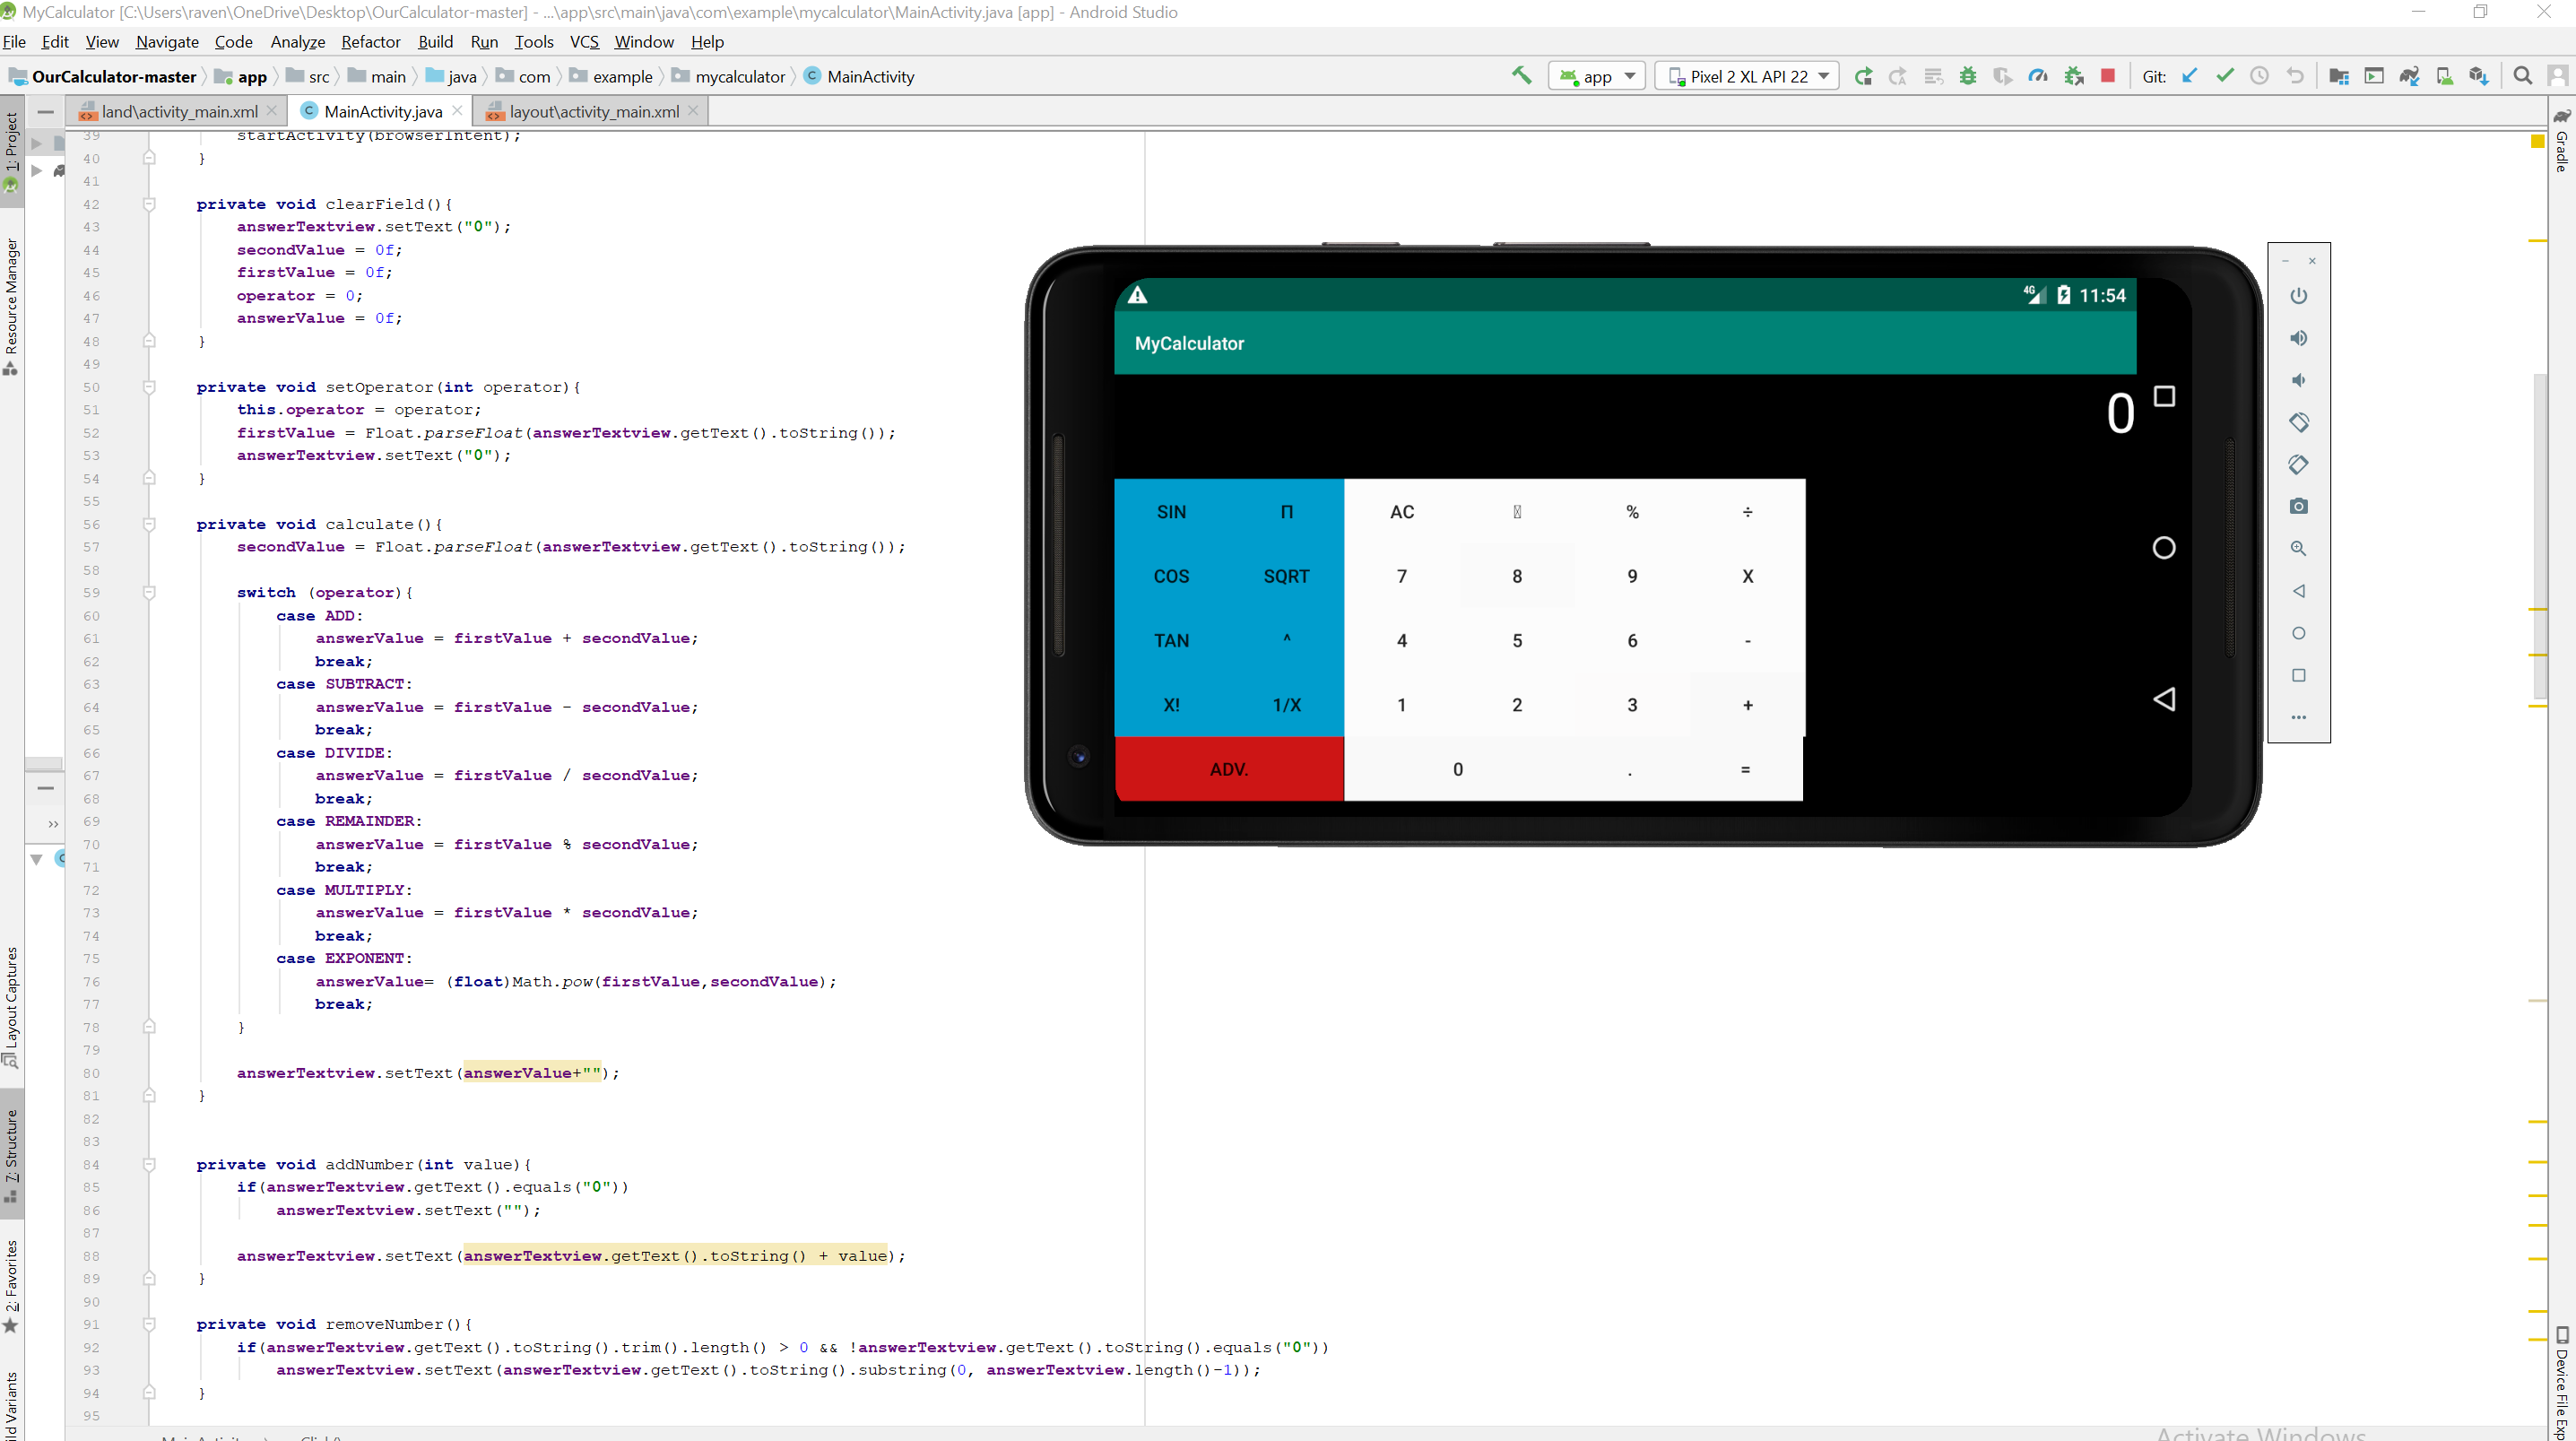 MyCalculator [C:\Users\raven\OneDrive\Desktop\OurCalculator-master] - ...\app\src\main\java\com\example\mycalculator\MainActivity.java [app] - Android Studio
File Edit View Navigate Code Analyze Refactor Build Run Tools VCS Window Help
OurCalculator-master app src main java com example mycalculator MainActivity app Pixel 2 XL API 22 Git:
land\activity_main.xml MainActivity.java layout\activity_main.xml
1: Project
Resource Manager
Layout Captures
7: Structure
2: Favorites
Gradle
39 startActivity(browserIntent);
40 }
41
42 private void clearField(){
43 answerTextview.setText("0");
44 secondValue = 0f;
45 firstValue = 0f;
46 operator = 0;
47 answerValue = 0f;
48 }
49
50 private void setOperator(int operator){
51 this.operator = operator;
52 firstValue = Float.parseFloat(answerTextview.getText().toString());
53 answerTextview.setText("0");
54 }
55
56 private void calculate(){
57 secondValue = Float.parseFloat(answerTextview.getText().toString());
58
59 switch (operator){
60 case ADD:
61 answerValue = firstValue + secondValue;
62 break;
63 case SUBTRACT:
64 answerValue = firstValue - secondValue;
65 break;
66 case DIVIDE:
67 answerValue = firstValue / secondValue;
68 break;
69 case REMAINDER:
70 answerValue = firstValue % secondValue;
71 break;
72 case MULTIPLY:
73 answerValue = firstValue * secondValue;
74 break;
75 case EXPONENT:
76 answerValue= (float)Math.pow(firstValue,secondValue);
77 break;
78 }
79
80 answerTextview.setText(answerValue+"");
81 }
82
83
84 private void addNumber(int value){
85 if(answerTextview.getText().equals("0"))
86 answerTextview.setText("");
87
88 answerTextview.setText(answerTextview.getText().toString() + value);
89 }
90
91 private void removeNumber(){
92 if(answerTextview.getText().toString().trim().length() > 0 && !answerTextview.getText().toString().equals("0"))
93 answerTextview.setText(answerTextview.getText().toString().substring(0, answerTextview.length()-1));
94 }
95
4G 11:54
MyCalculator
0
SIN Π AC % ÷
COS SQRT 7 8 9 X
TAN ^ 4 5 6 -
X! 1/X 1 2 3 +
ADV. 0 . =
Activate Windows